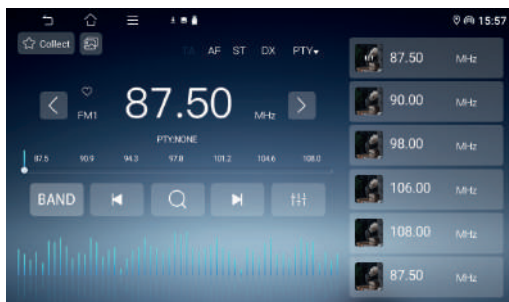 15:57
Collect
TA AF ST DX PTY
FM1 87.50 MHz
PTY:NONE
87.5 90.9 94.3 97.8 101.2 104.6 108.0
BAND
87.50 MHz
90.00 MHz
98.00 MHz
106.00 MHz
108.00 MHz
87.50 MHz